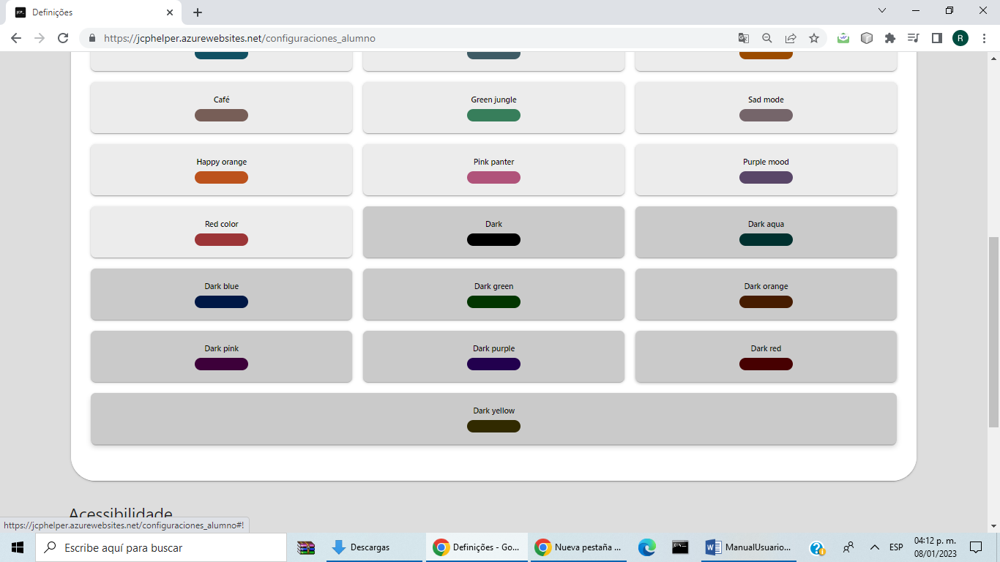 Definições
https://jcphelper.azurewebsites.net/configuraciones_alumno
R
Café
Green jungle
Sad mode
Happy orange
Pink panter
Purple mood
Red color
Dark
Dark aqua
Dark blue
Dark green
Dark orange
Dark pink
Dark purple
Dark red
Dark yellow
Acessibilidade
https://jcphelper.azurewebsites.net/configuraciones_alumno#!
Escribe aquí para buscar
Descargas
Definições - Go...
Nueva pestaña ...
ManualUsuario...
ESP
04:12 p. m.
08/01/2023